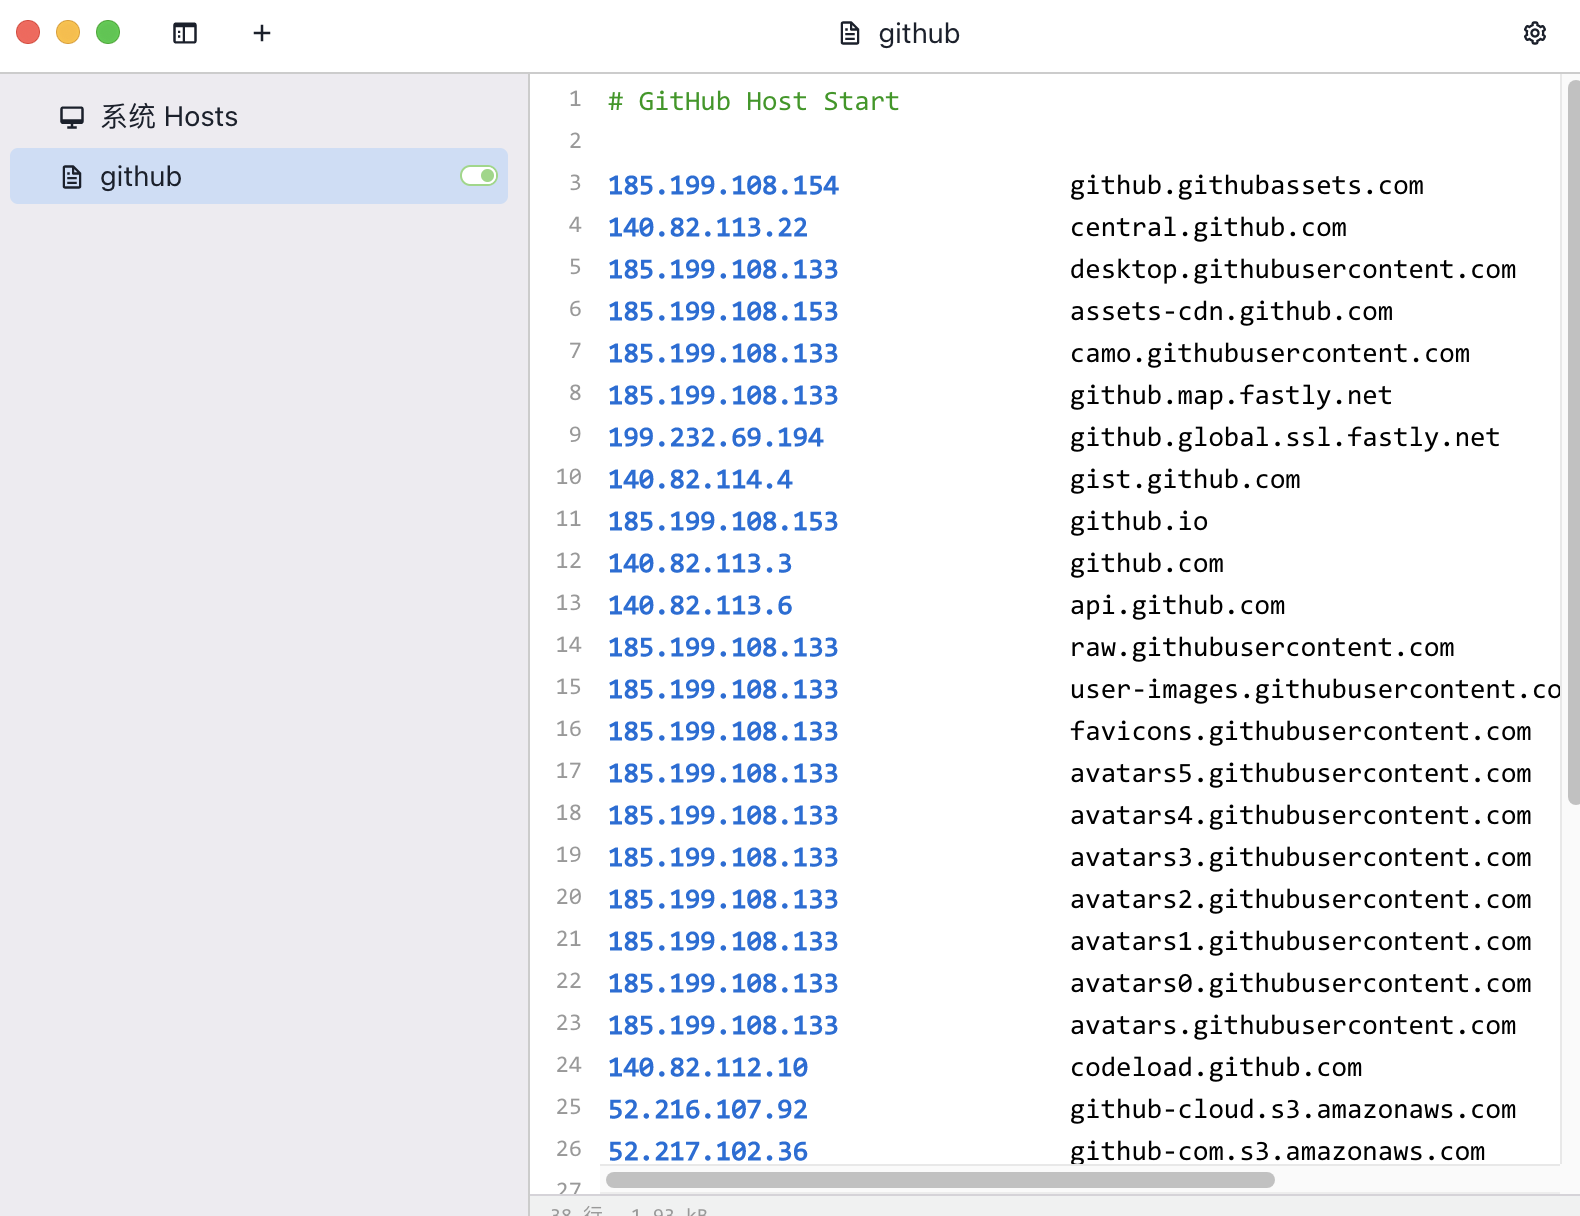 github
系统 Hosts
github
1 # GitHub Host Start
2
3 185.199.108.154 github.githubassets.com
4 140.82.113.22 central.github.com
5 185.199.108.133 desktop.githubusercontent.com
6 185.199.108.153 assets-cdn.github.com
7 185.199.108.133 camo.githubusercontent.com
8 185.199.108.133 github.map.fastly.net
9 199.232.69.194 github.global.ssl.fastly.net
10 140.82.114.4 gist.github.com
11 185.199.108.153 github.io
12 140.82.113.3 github.com
13 140.82.113.6 api.github.com
14 185.199.108.133 raw.githubusercontent.com
15 185.199.108.133 user-images.githubusercontent.co
16 185.199.108.133 favicons.githubusercontent.com
17 185.199.108.133 avatars5.githubusercontent.com
18 185.199.108.133 avatars4.githubusercontent.com
19 185.199.108.133 avatars3.githubusercontent.com
20 185.199.108.133 avatars2.githubusercontent.com
21 185.199.108.133 avatars1.githubusercontent.com
22 185.199.108.133 avatars0.githubusercontent.com
23 185.199.108.133 avatars.githubusercontent.com
24 140.82.112.10 codeload.github.com
25 52.216.107.92 github-cloud.s3.amazonaws.com
26 52.217.102.36 github-com.s3.amazonaws.com
27
38 行 1.93 kB